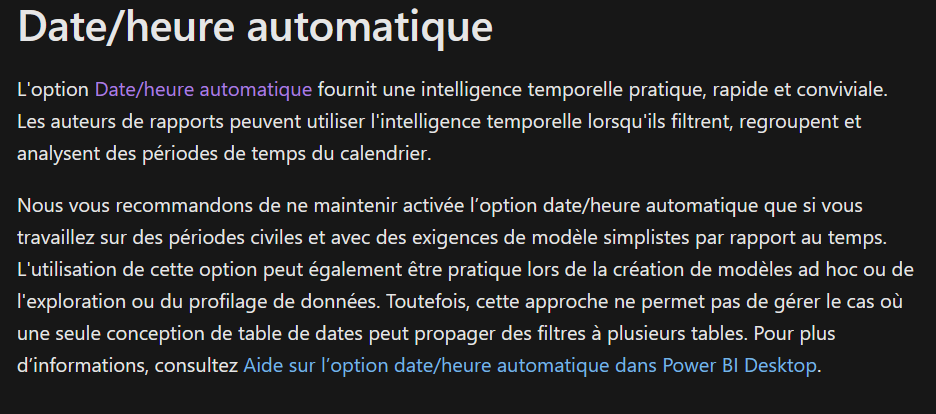 Date/heure automatique
L'option Date/heure automatique fournit une intelligence temporelle pratique, rapide et conviviale.
Les auteurs de rapports peuvent utiliser l'intelligence temporelle lorsqu'ils filtrent, regroupent et
analysent des périodes de temps du calendrier.
Nous vous recommandons de ne maintenir activée l’option date/heure automatique que si vous
travaillez sur des périodes civiles et avec des exigences de modèle simplistes par rapport au temps.
L'utilisation de cette option peut également être pratique lors de la création de modèles ad hoc ou de
l'exploration ou du profilage de données. Toutefois, cette approche ne permet pas de gérer le cas où
une seule conception de table de dates peut propager des filtres à plusieurs tables. Pour plus
d’informations, consultez Aide sur l’option date/heure automatique dans Power BI Desktop.